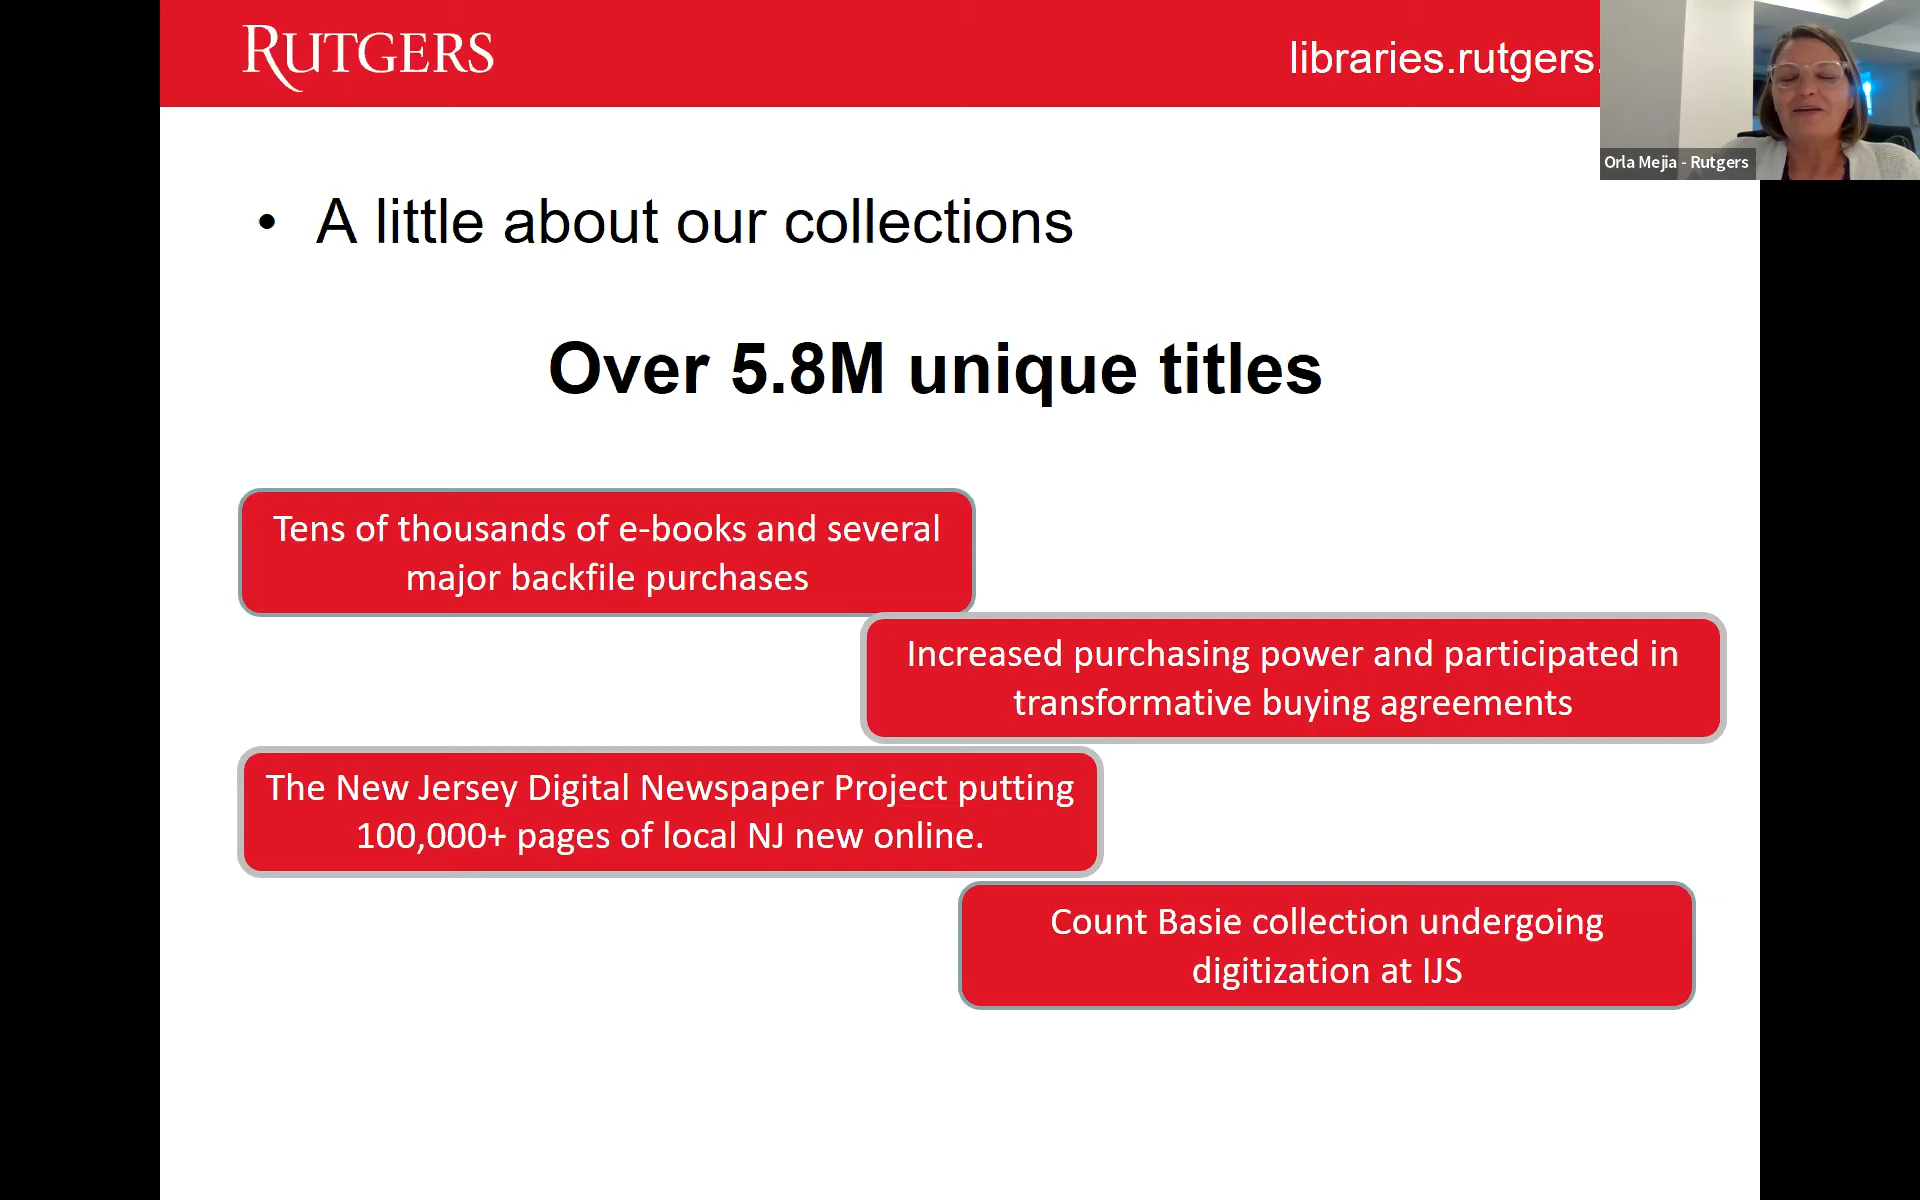 RUTGERS
libraries.rutgers.
Orla Mejia - Rutgers
• A little about our collections
Over 5.8M unique titles
Tens of thousands of e-books and several
major backfile purchases
Increased purchasing power and participated in
transformative buying agreements
The New Jersey Digital Newspaper Project putting
100,000+ pages of local NJ new online.
Count Basie collection undergoing
digitization at IJS